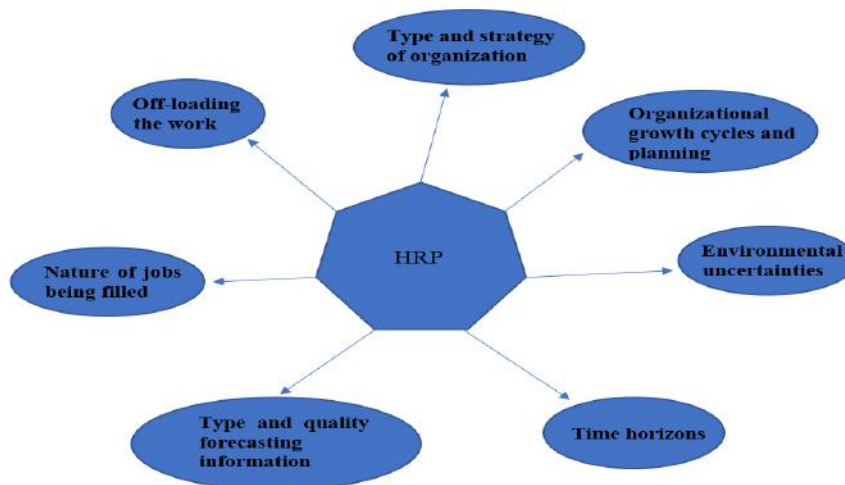 Type and strategy
of organization
Off-loading
the work
Organizational
growth cycles and
planning
HRP
Environmental
uncertainties
Nature of jobs
being filled
Type and quality
forecasting
information
Time horizons